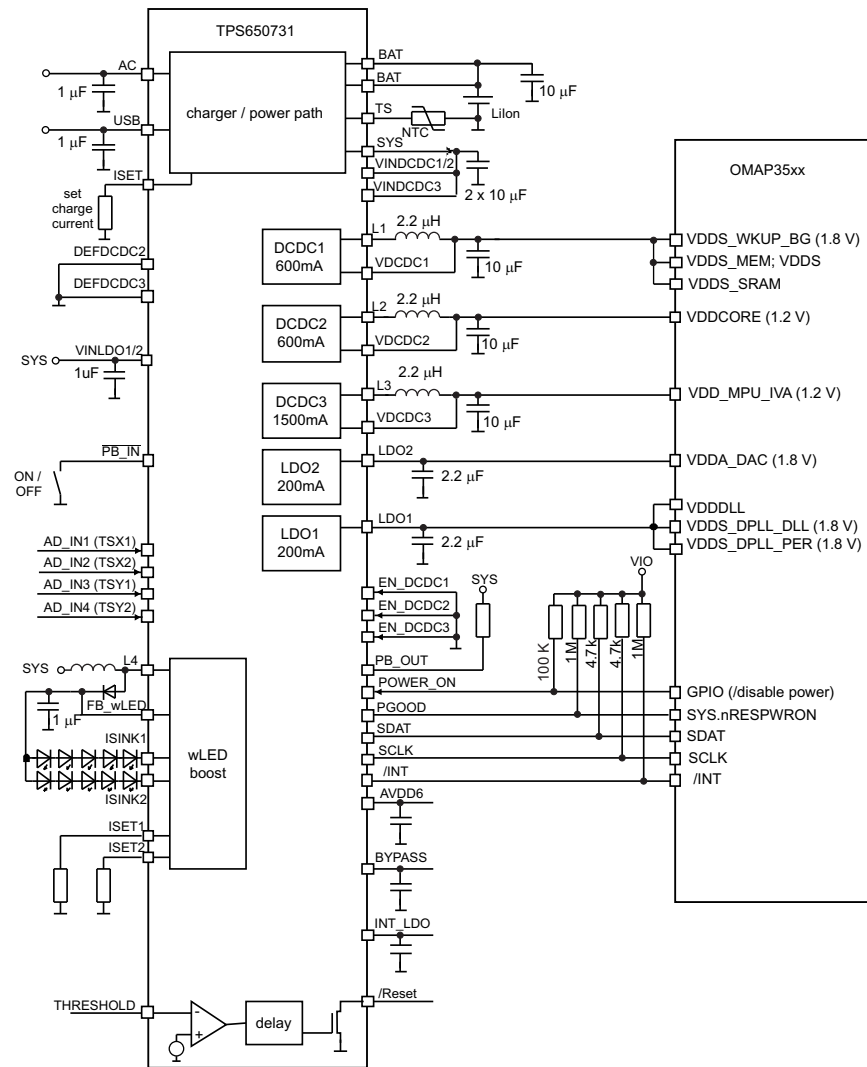 TPS650731
AC
1 μF
USB
1 μF
ISET
set
charge
current
DEFDCDC2
DEFDCDC3
SYS
VINLDO1/2
1uF
PB_IN
ON /
OFF
AD_IN1 (TSX1)
AD_IN2 (TSX2)
AD_IN3 (TSY1)
AD_IN4 (TSY2)
SYS
L4
FB_wLED
1 μF
ISINK1
ISINK2
ISET1
ISET2
THRESHOLD
charger / power path
DCDC1
600mA
DCDC2
600mA
DCDC3
1500mA
LDO2
200mA
LDO1
200mA
wLED
boost
-
+
delay
BAT
BAT
10 μF
LiIon
TS
NTC
SYS
VINDCDC1/2
VINDCDC3
2 x 10 μF
L1
2.2 μH
VDCDC1
10 μF
L2
2.2 μH
VDCDC2
10 μF
L3
2.2 μH
VDCDC3
10 μF
LDO2
2.2 μF
LDO1
2.2 μF
EN_DCDC1
EN_DCDC2
EN_DCDC3
SYS
PB_OUT
POWER_ON
PGOOD
SDAT
SCLK
/INT
AVDD6
BYPASS
INT_LDO
/Reset
VIO
100 K
1M
4.7k
4.7k
1M
OMAP35xx
VDDS_WKUP_BG (1.8 V)
VDDS_MEM; VDDS
VDDS_SRAM
VDDCORE (1.2 V)
VDD_MPU_IVA (1.2 V)
VDDA_DAC (1.8 V)
VDDDLL
VDDS_DPLL_DLL (1.8 V)
VDDS_DPLL_PER (1.8 V)
GPIO (/disable power)
SYS.nRESPWRON
SDAT
SCLK
/INT